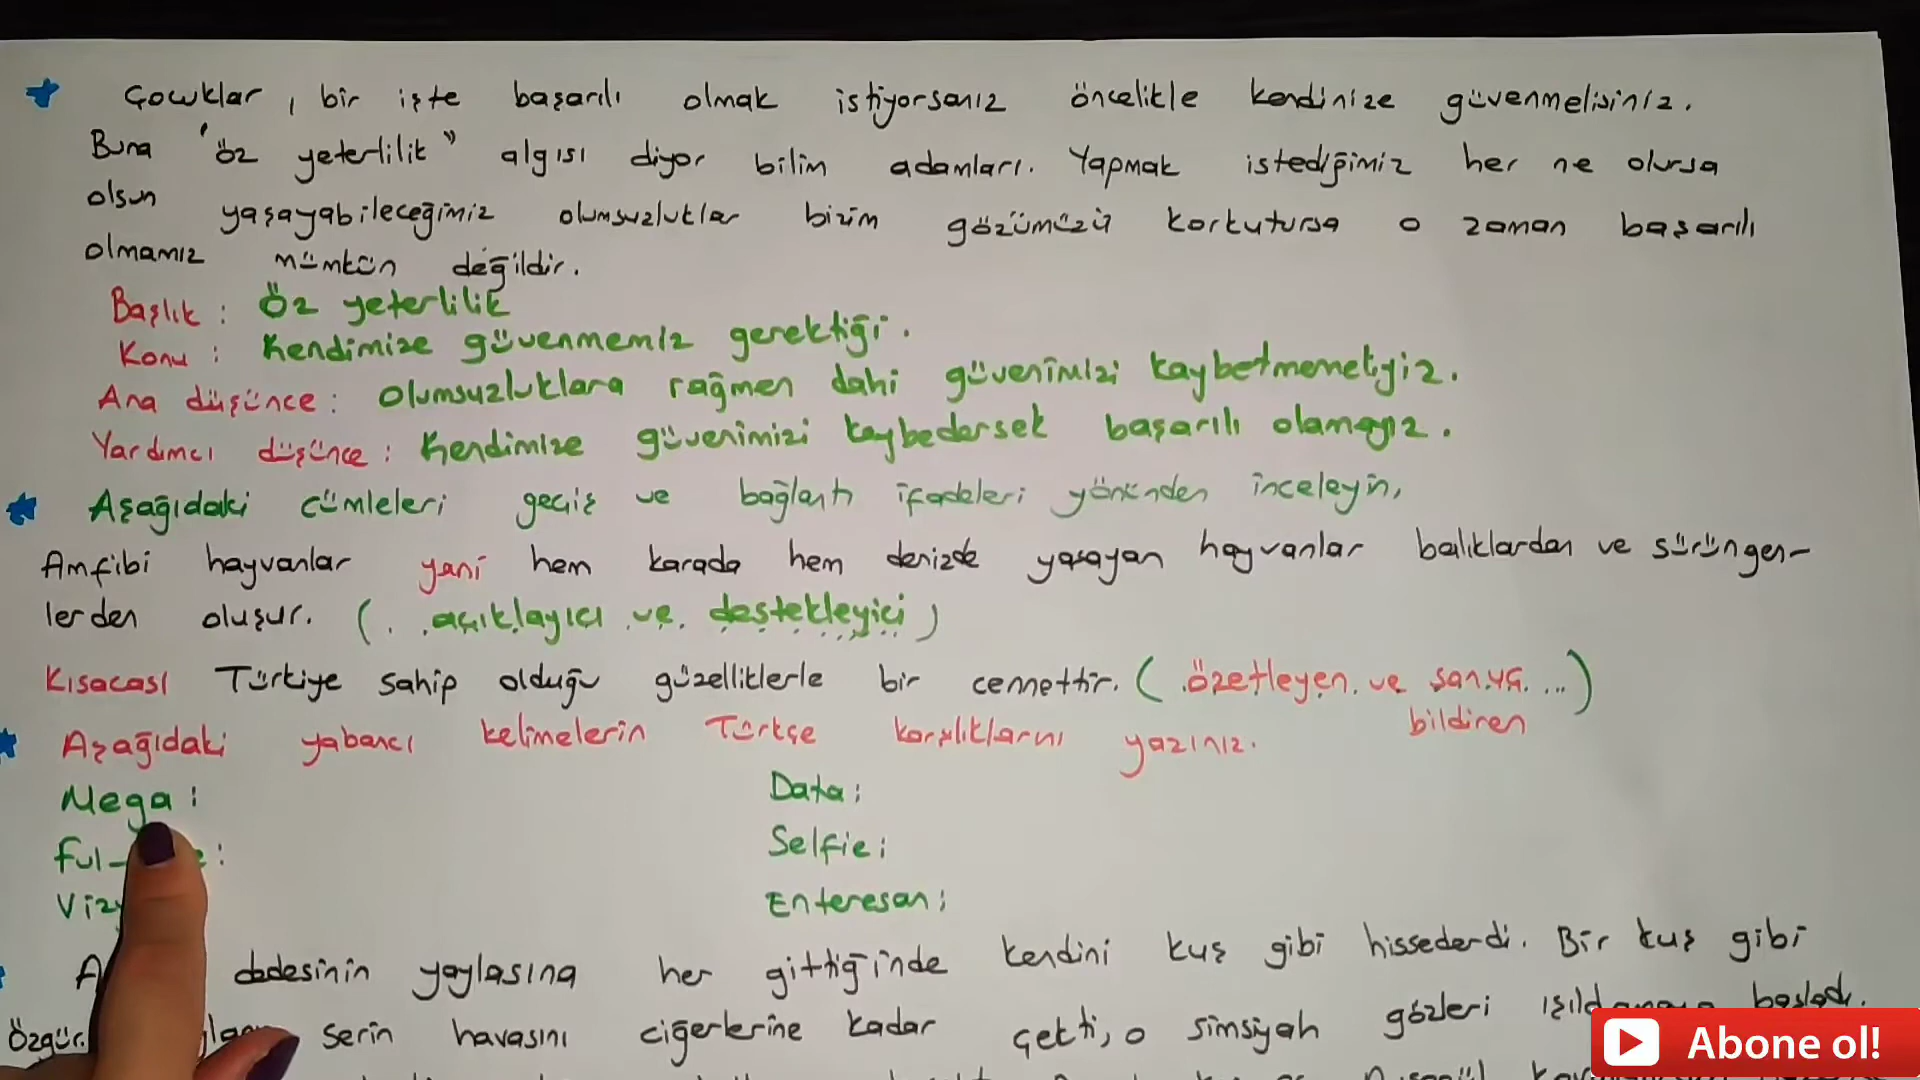 Çocuklar, bir işte başarılı olmak istiyorsanız öncelikle kendinize güvenmelisiniz.
Buna "öz yeterlilik" algısı diyor bilim adamları. Yapmak istediğimiz her ne olursa
olsun yaşayabileceğimiz olumsuzluklar bizim gözümüzü korkutursa o zaman başarılı
olmamız mümkün değildir.
Başlık : Öz yeterlilik
Konu : Kendimize güvenmemiz gerektiği.
Ana düşünce : Olumsuzluklara rağmen dahi güvenimizi kaybetmemeliyiz.
Yardımcı düşünce : Kendimize güvenimizi kaybedersek başarılı olamayız.
Aşağıdaki cümleleri geçiş ve bağlantı ifadeleri yönünden inceleyin,
Amfibi hayvanlar yani hem karada hem denizde yaşayan hayvanlar balıklardan ve sürüngen-
lerden oluşur. (..açıklayıcı ve destekleyici)
Kısacası Türkiye sahip olduğu güzelliklerle bir cennettir. (.özetleyen ve sonuç...)
bildiren
Aşağıdaki yabancı kelimelerin Türkçe karşılıklarını yazınız.
Mega : Data :
Ful- : Selfie :
Enteresan :
dedesinin yaylasına her gittiğinde kendini kuş gibi hissederdi. Bir kuş gibi
serin havasını ciğerlerine kadar çekti, o simsiyah gözleri ışıldamaya başladı.
Abone ol!